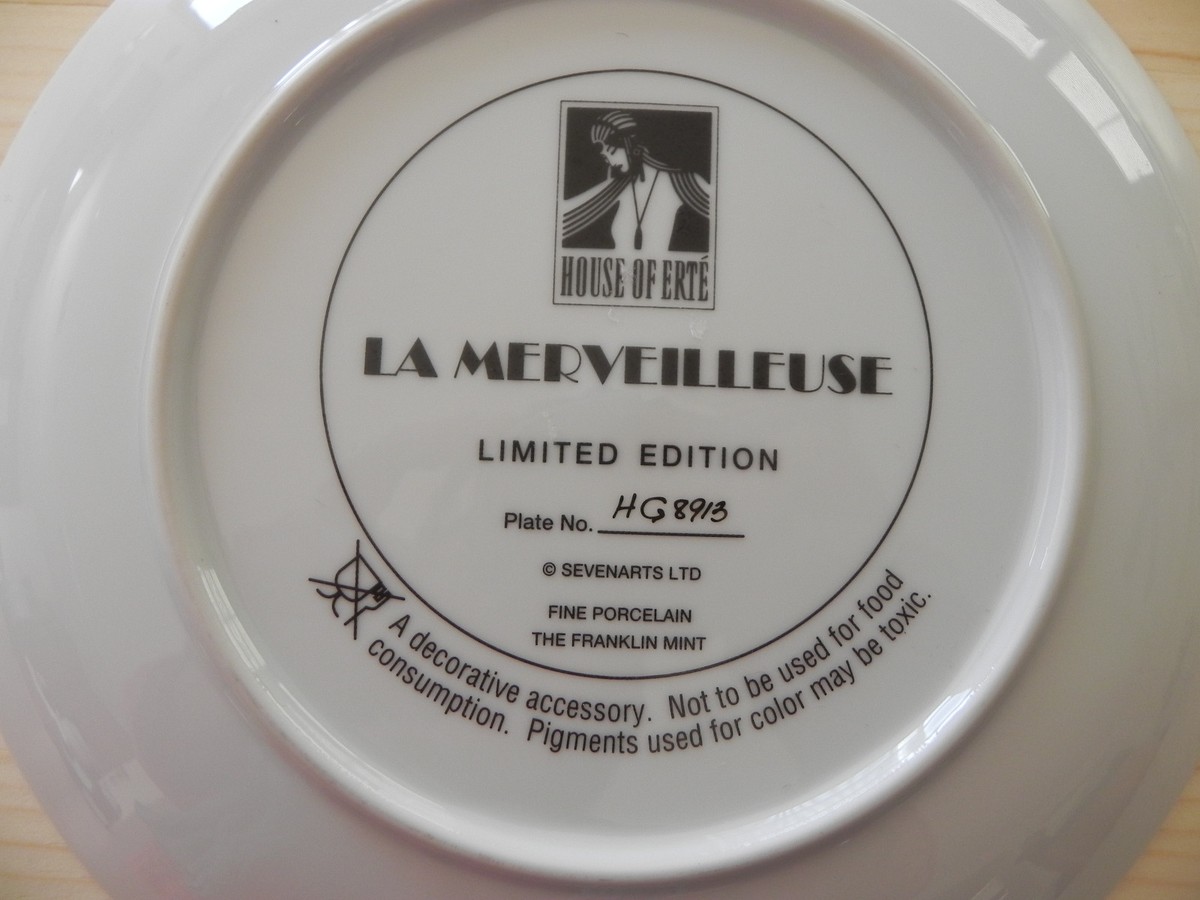 HOUSE OF ERTÉ
LA MERVEILLEUSE
LIMITED EDITION
Plate No. HG8913
© SEVENARTS LTD
FINE PORCELAIN
THE FRANKLIN MINT
A decorative accessory. Not to be used for food
consumption. Pigments used for color may be toxic.